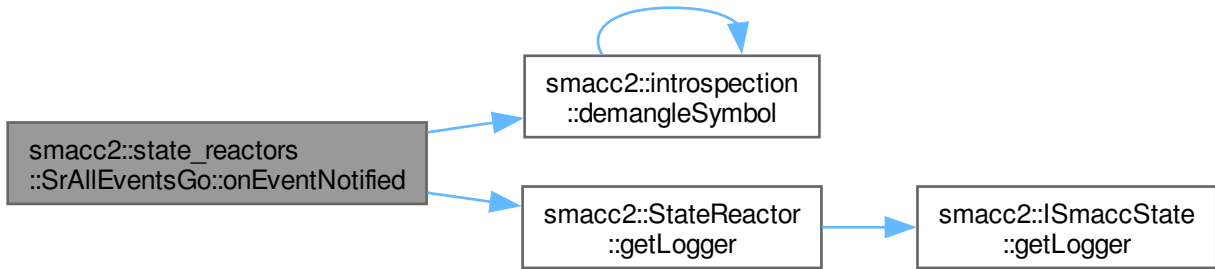 smacc2::state_reactors
::SrAllEventsGo::onEventNotified
smacc2::introspection
::demangleSymbol
smacc2::StateReactor
::getLogger
smacc2::ISmaccState
::getLogger